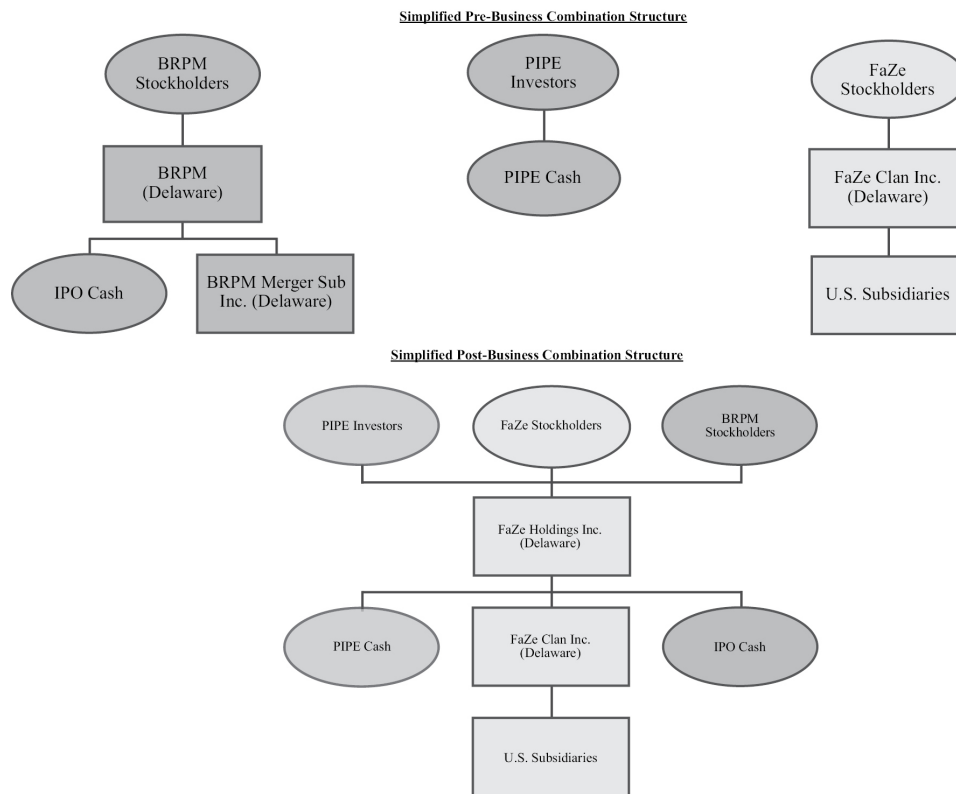 Simplified Pre-Business Combination Structure
BRPM
Stockholders
PIPE
Investors
FaZe
Stockholders
BRPM
(Delaware)
PIPE Cash
FaZe Clan Inc.
(Delaware)
IPO Cash
BRPM Merger Sub
Inc. (Delaware)
U.S. Subsidiaries
Simplified Post-Business Combination Structure
PIPE Investors
FaZe Stockholders
BRPM
Stockholders
FaZe Holdings Inc.
(Delaware)
PIPE Cash
FaZe Clan Inc.
(Delaware)
IPO Cash
U.S. Subsidiaries